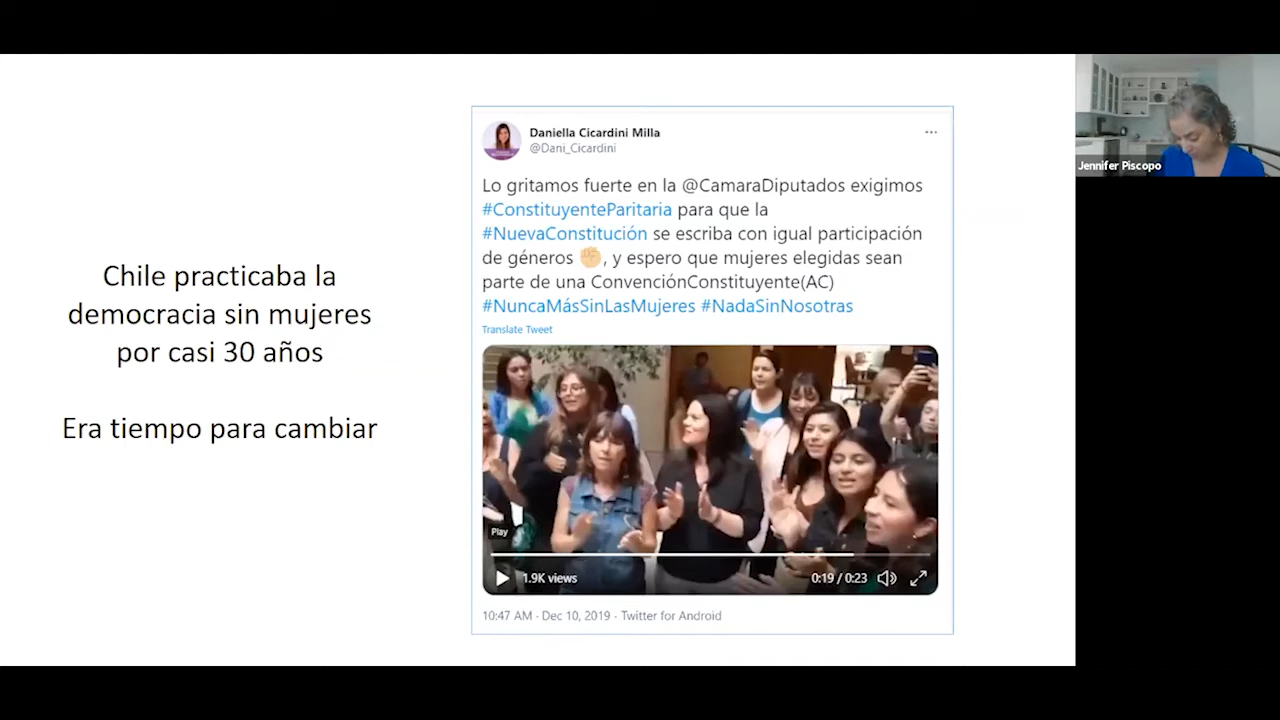 Chile practicaba la
democracia sin mujeres
por casi 30 años
Era tiempo para cambiar
Daniella Cicardini Milla
@Dani_Cicardini
Lo gritamos fuerte en la @CamaraDiputados exigimos
#ConstituyenteParitaria para que la
#NuevaConstitución se escriba con igual participación
de géneros ✊🏼, y espero que mujeres elegidas sean
parte de una ConvenciónConstituyente(AC)
#NuncaMásSinLasMujeres #NadaSinNosotras
Translate Tweet
Play
1.9K views
0:19 / 0:23
10:47 AM · Dec 10, 2019 · Twitter for Android
Jennifer Piscopo